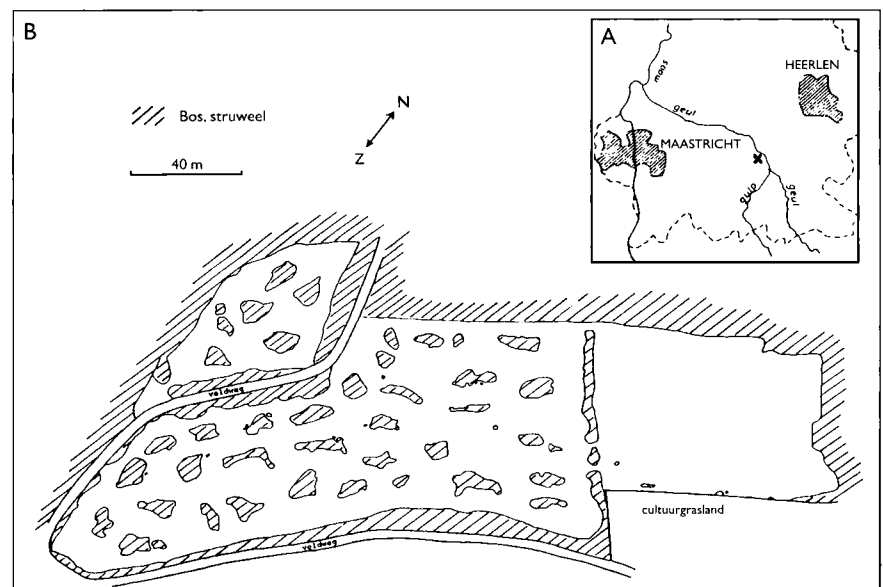 B
Bos, struweel
N
Z
40 m
A
HEERLEN
maas
geul
MAASTRICHT
gulp
geul
veldweg
veldweg
cultuurgrasland